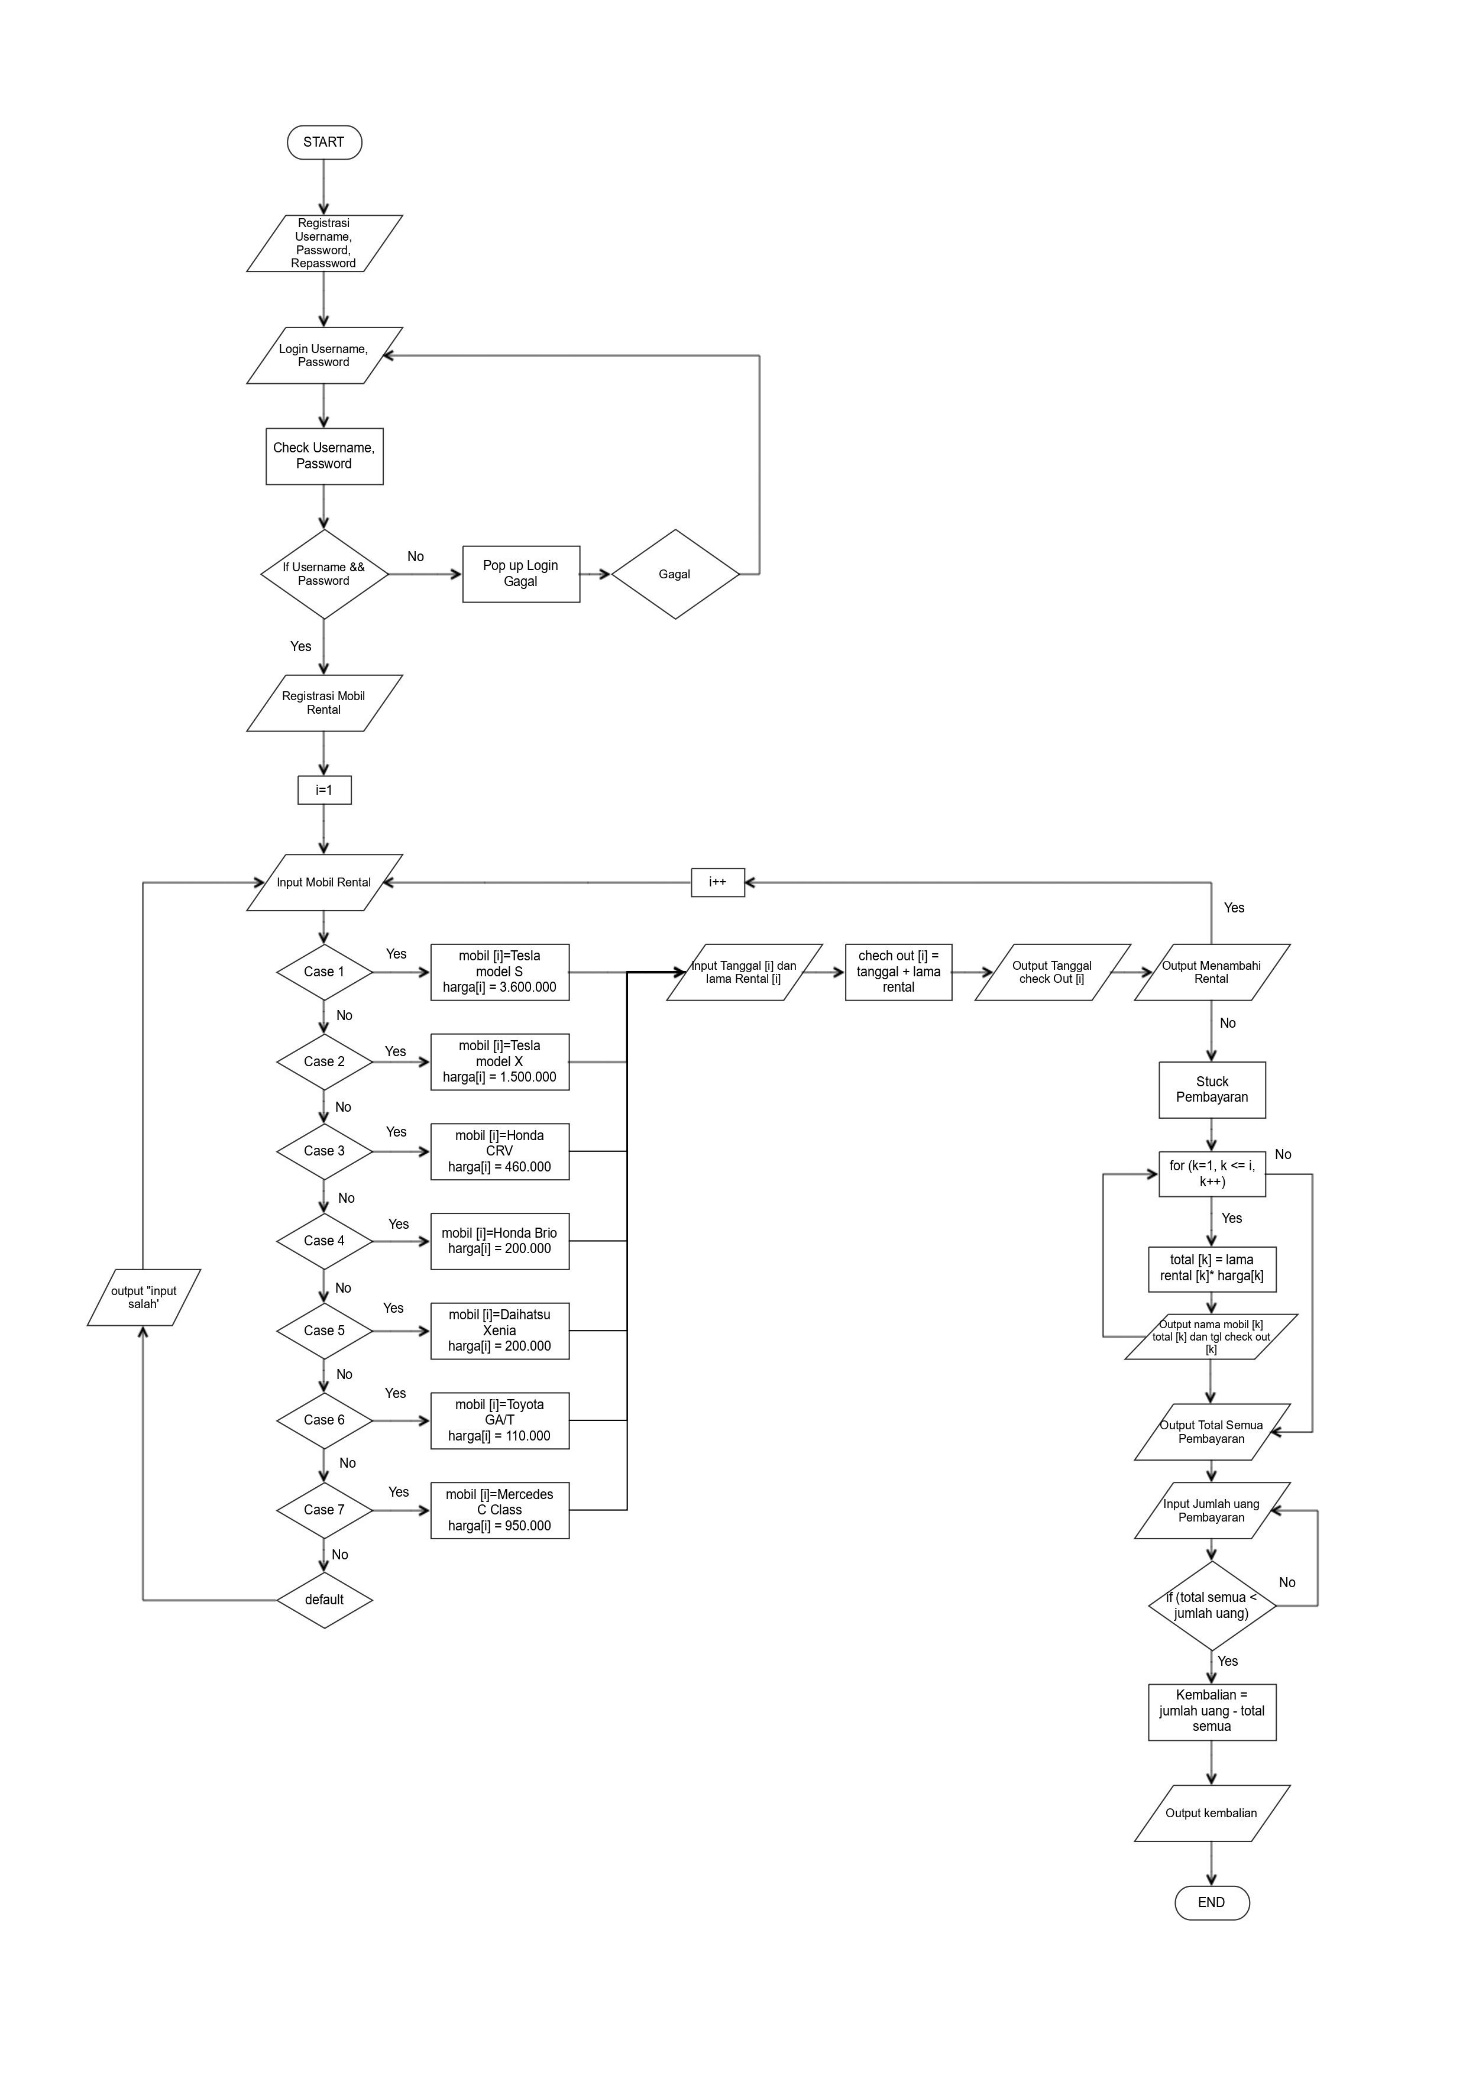 START
Registrasi
Username,
Password,
Repassword
Login Username,
Password
Check Username,
Password
If Username &&
Password
No
Pop up Login
Gagal
Gagal
Yes
Registrasi Mobil
Rental
i=1
Input Mobil Rental
i++
Yes
Case 1
Yes
mobil [i]=Tesla
model S
harga[i] = 3.600.000
Input Tanggal [i] dan
lama Rental [i]
chech out [i] =
tanggal + lama
rental
Output Tanggal
check Out [i]
Output Menambahi
Rental
No
Case 2
Yes
mobil [i]=Tesla
model X
harga[i] = 1.500.000
No
Case 3
Yes
mobil [i]=Honda
CRV
harga[i] = 460.000
No
Case 4
Yes
mobil [i]=Honda Brio
harga[i] = 200.000
No
Case 5
Yes
mobil [i]=Daihatsu
Xenia
harga[i] = 200.000
No
Case 6
Yes
mobil [i]=Toyota
GA/T
harga[i] = 110.000
No
Case 7
Yes
mobil [i]=Mercedes
C Class
harga[i] = 950.000
No
default
output "input
salah'
No
Stuck
Pembayaran
for (k=1, k <= i,
k++)
No
Yes
total [k] = lama
rental [k]* harga[k]
Output nama mobil [k]
total [k] dan tgl check out
[k]
Output Total Semua
Pembayaran
Input Jumlah uang
Pembayaran
if (total semua <
jumlah uang)
No
Yes
Kembalian =
jumlah uang - total
semua
Output kembalian
END